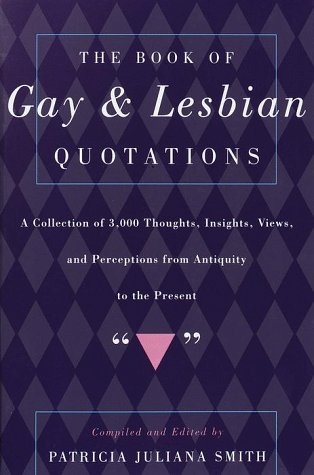 THE BOOK OF
Gay & Lesbian
QUOTATIONS
A Collection of 3,000 Thoughts, Insights, Views,
and Perceptions from Antiquity
to the Present
“ ”
Compiled and Edited by
PATRICIA JULIANA SMITH